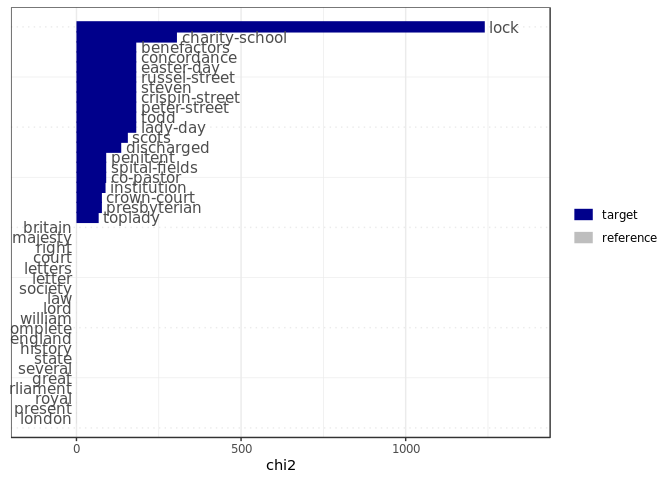 lock
charity-school
benefactors
concordance
easter-day
russel-street
steven
crispin-street
peter-street
todd
lady-day
scots
discharged
penitent
spital-fields
co-pastor
institution
crown-court
presbyterian
toplady
britain
majesty
right
court
letters
letter
society
law
lord
william
omplete
england
history
state
several
great
rliament
royal
present
london
0 500 1000
chi2
target
reference